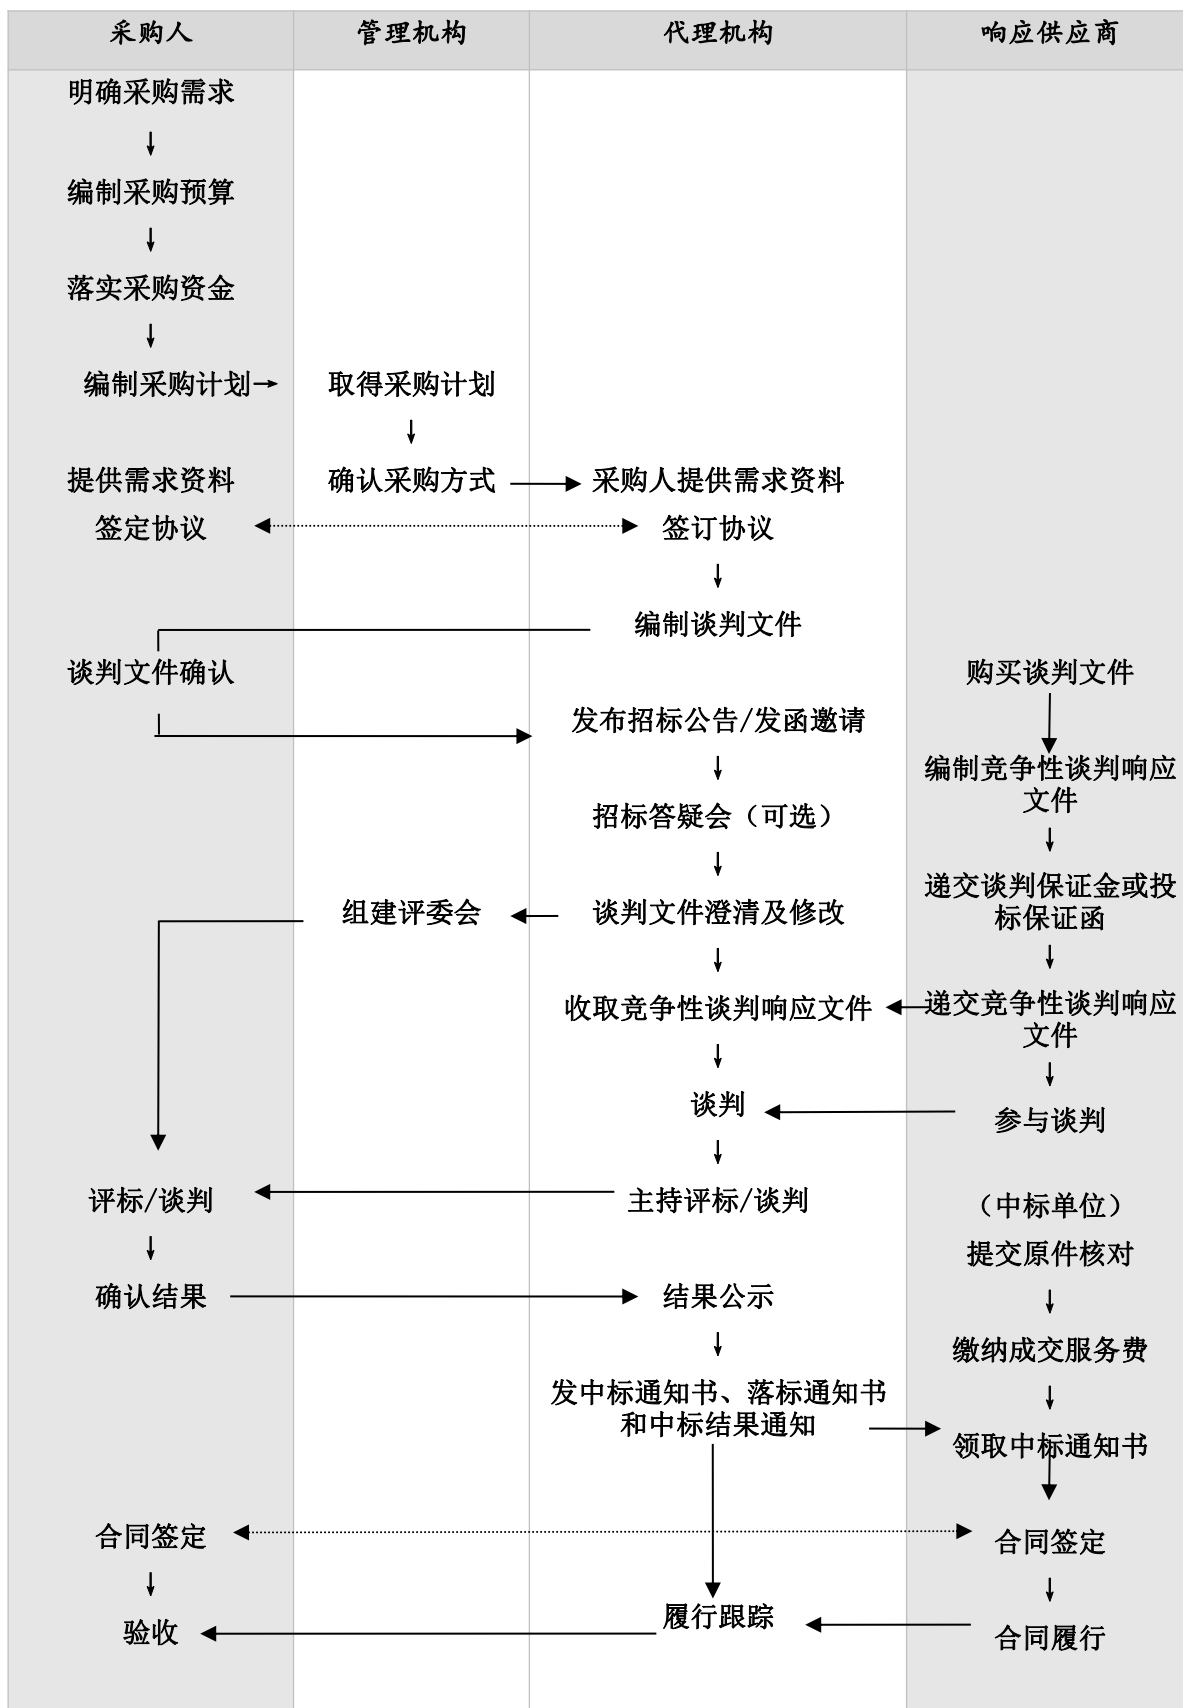 采购人 管理机构 代理机构 响应供应商
明确采购需求
编制采购预算
落实采购资金
编制采购计划 取得采购计划
提供需求资料 确认采购方式 采购人提供需求资料
签定协议 签订协议
编制谈判文件
谈判文件确认 购买谈判文件
发布招标公告/发函邀请
编制竞争性谈判响应
文件
招标答疑会（可选）
递交谈判保证金或投
标保证函
组建评委会 谈判文件澄清及修改
收取竞争性谈判响应文件 递交竞争性谈判响应
文件
谈判 参与谈判
评标/谈判 主持评标/谈判 （中标单位）
提交原件核对
确认结果 结果公示
缴纳成交服务费
发中标通知书、落标通知书
和中标结果通知
领取中标通知书
合同签定 合同签定
履行跟踪
验收 合同履行